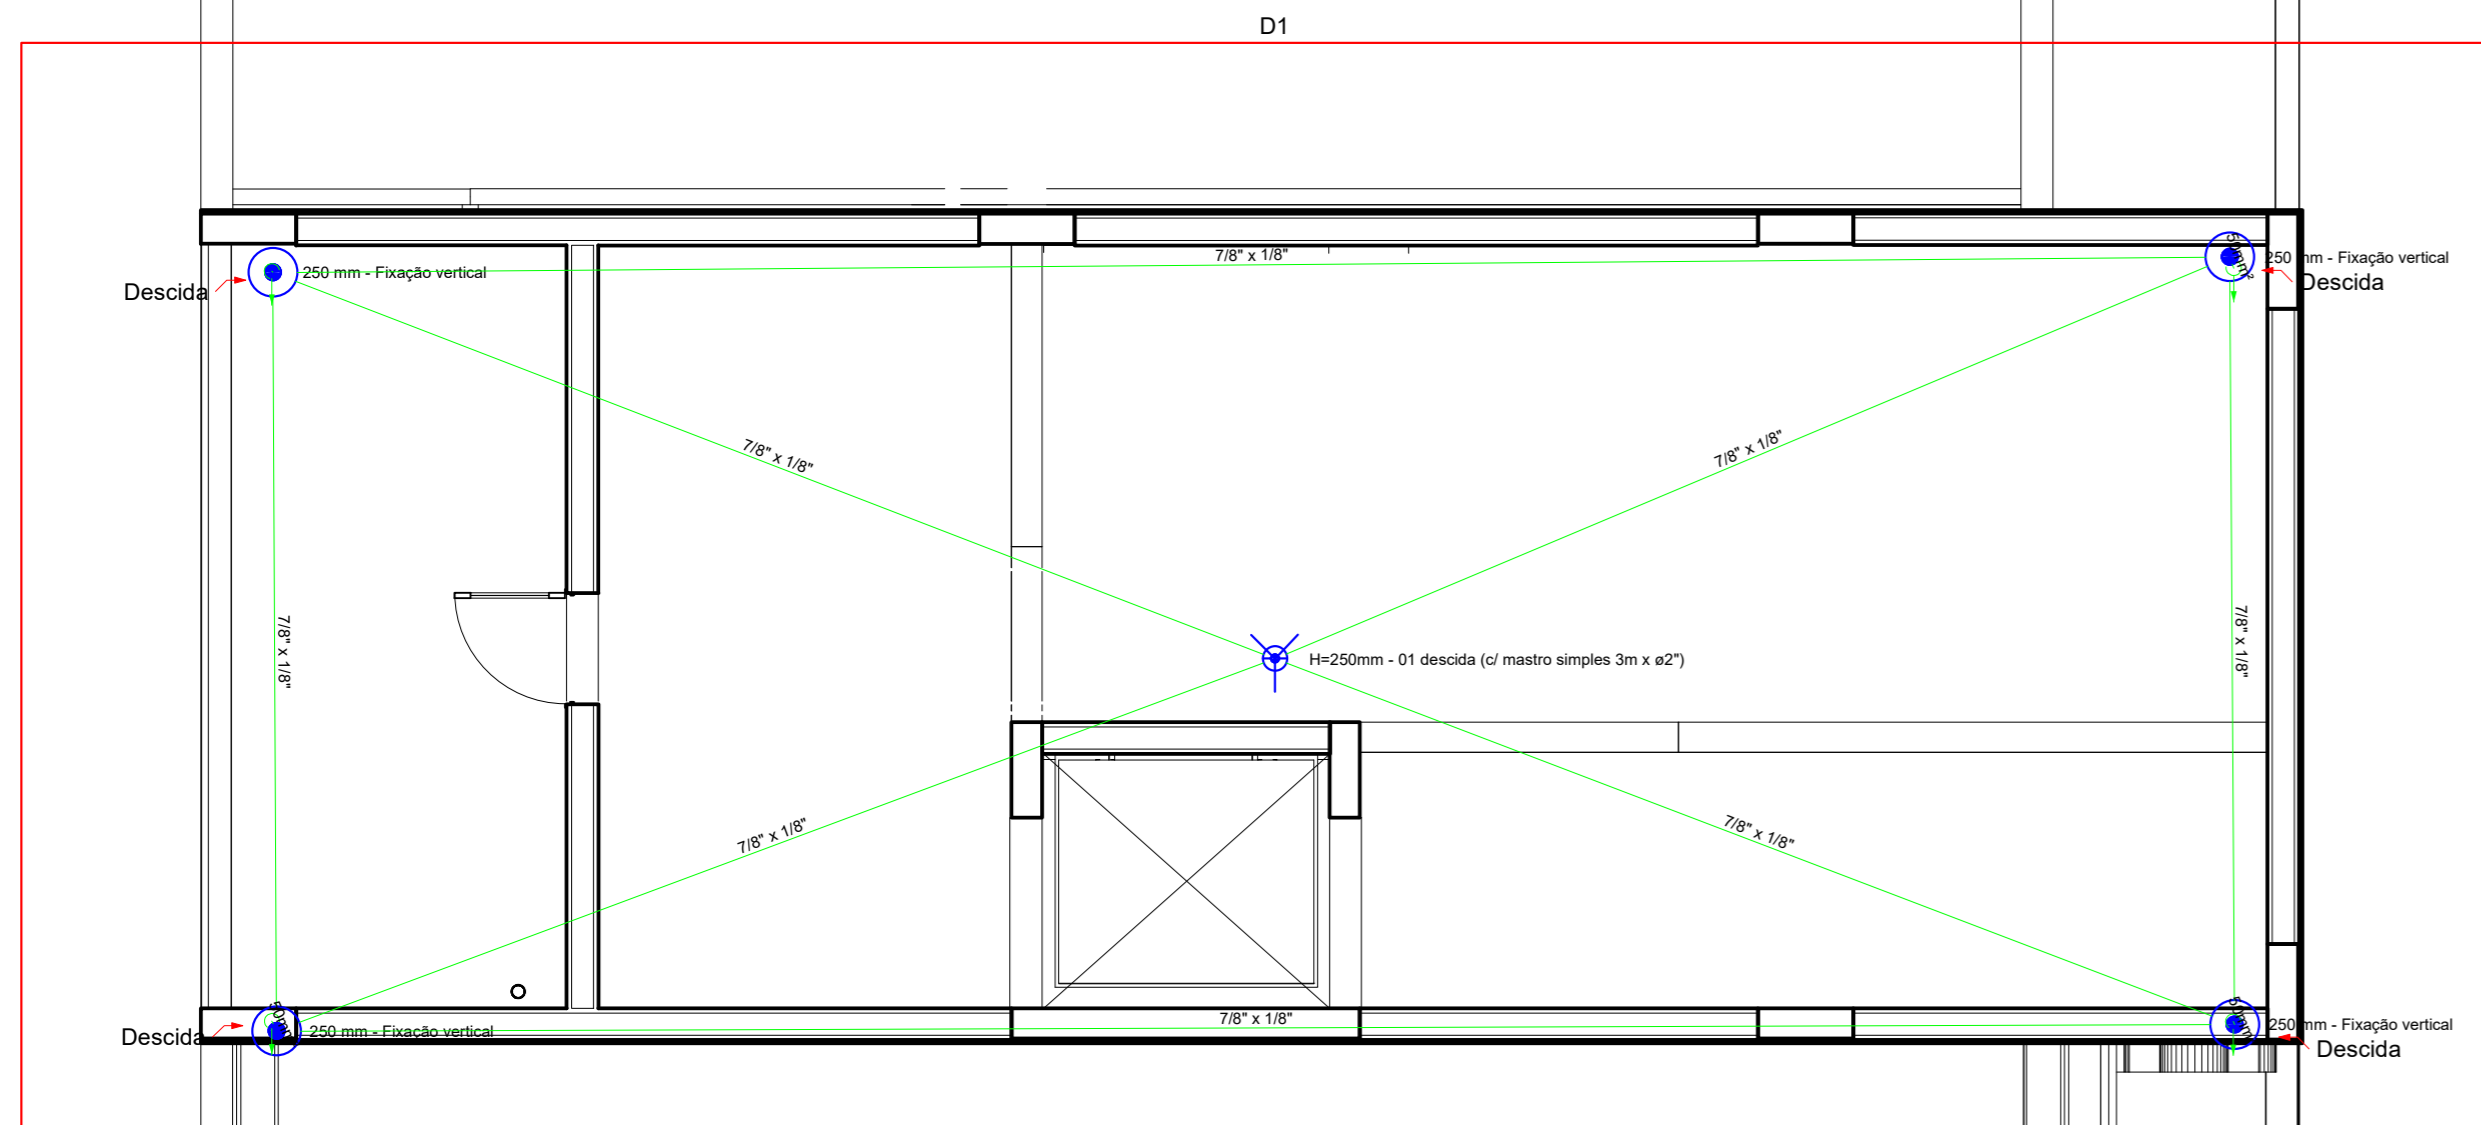 D1
7/8" x 1/8"
50mm²
250 mm - Fixação vertical
250 mm - Fixação vertical
Descida
Descida
7/8" x 1/8"
7/8" x 1/8"
7/8" x 1/8"
7/8" x 1/8"
H=250mm - 01 descida (c/ mastro simples 3m x ø2")
7/8" x 1/8"
7/8" x 1/8"
7/8" x 1/8"
50mm²
250 mm - Fixação vertical
50mm²
250 mm - Fixação vertical
Descida
Descida